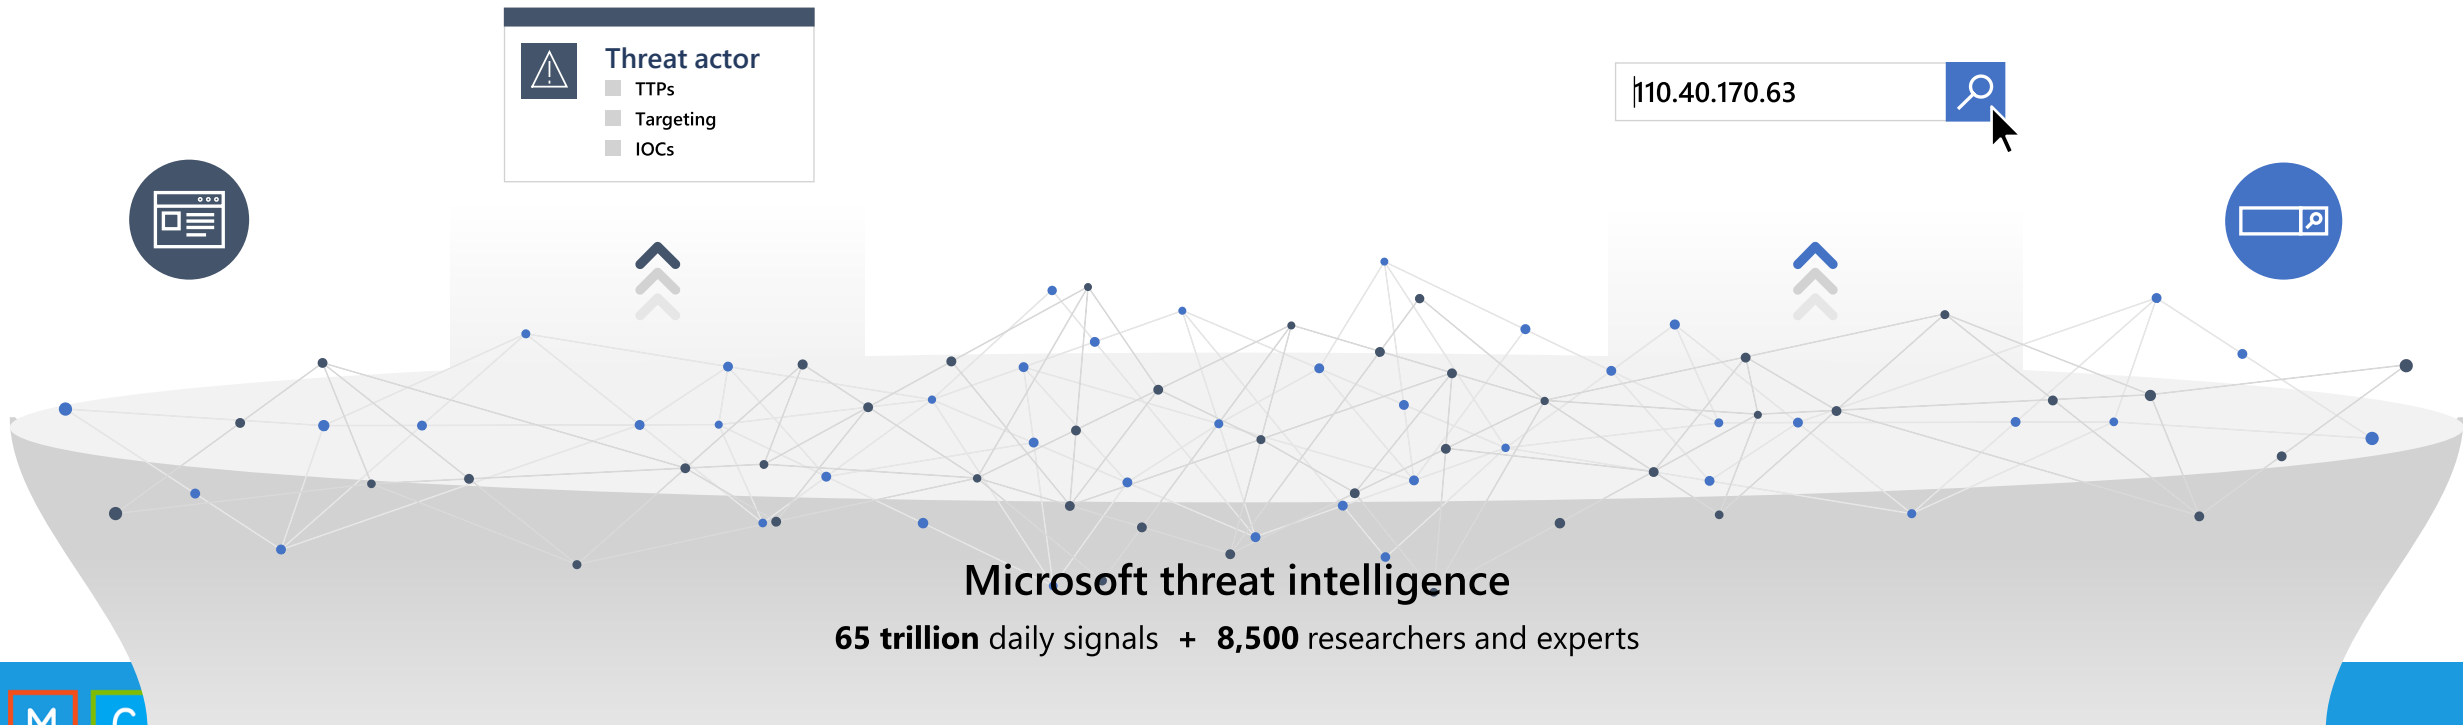 Threat actor
TTPs
Targeting
IOCs
110.40.170.63
Microsoft threat intelligence
65 trillion daily signals + 8,500 researchers and experts
M C